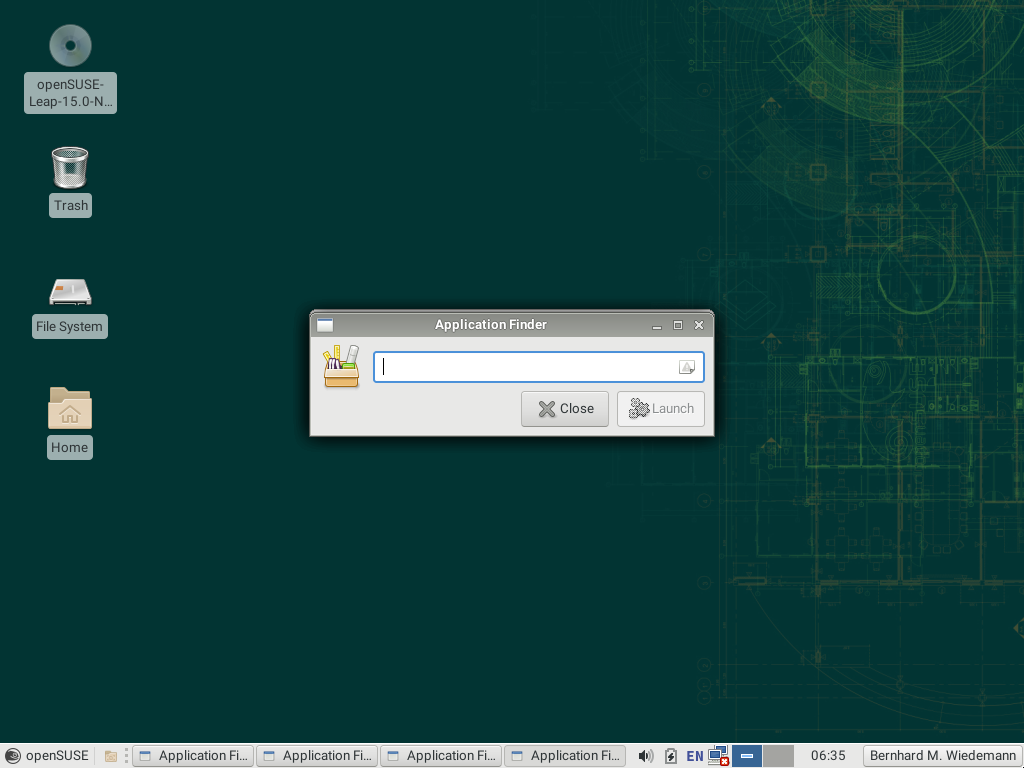 openSUSE-
Leap-15.0-N...
Trash
File System
Home
Application Finder
Close
Launch
openSUSE
Application Fi...
Application Fi...
Application Fi...
Application Fi...
EN
06:35
Bernhard M. Wiedemann